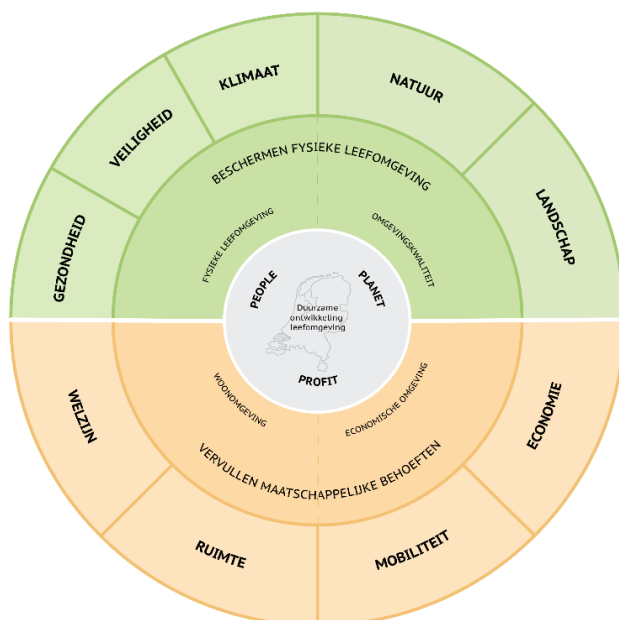 KLIMAAT
NATUUR
VEILIGHEID
LANDSCHAP
GEZONDHEID
BESCHERMEN FYSIEKE LEEFOMGEVING
FYSIEKE LEEFOMGEVING
OMGEVINGSKWALITEIT
PEOPLE
PLANET
Duurzame
ontwikkeling
leefomgeving
PROFIT
WOONOMGEVING
ECONOMISCHE OMGEVING
VERVULLEN MAATSCHAPPELIJKE BEHOEFTEN
WELZIJN
ECONOMIE
RUIMTE
MOBILITEIT